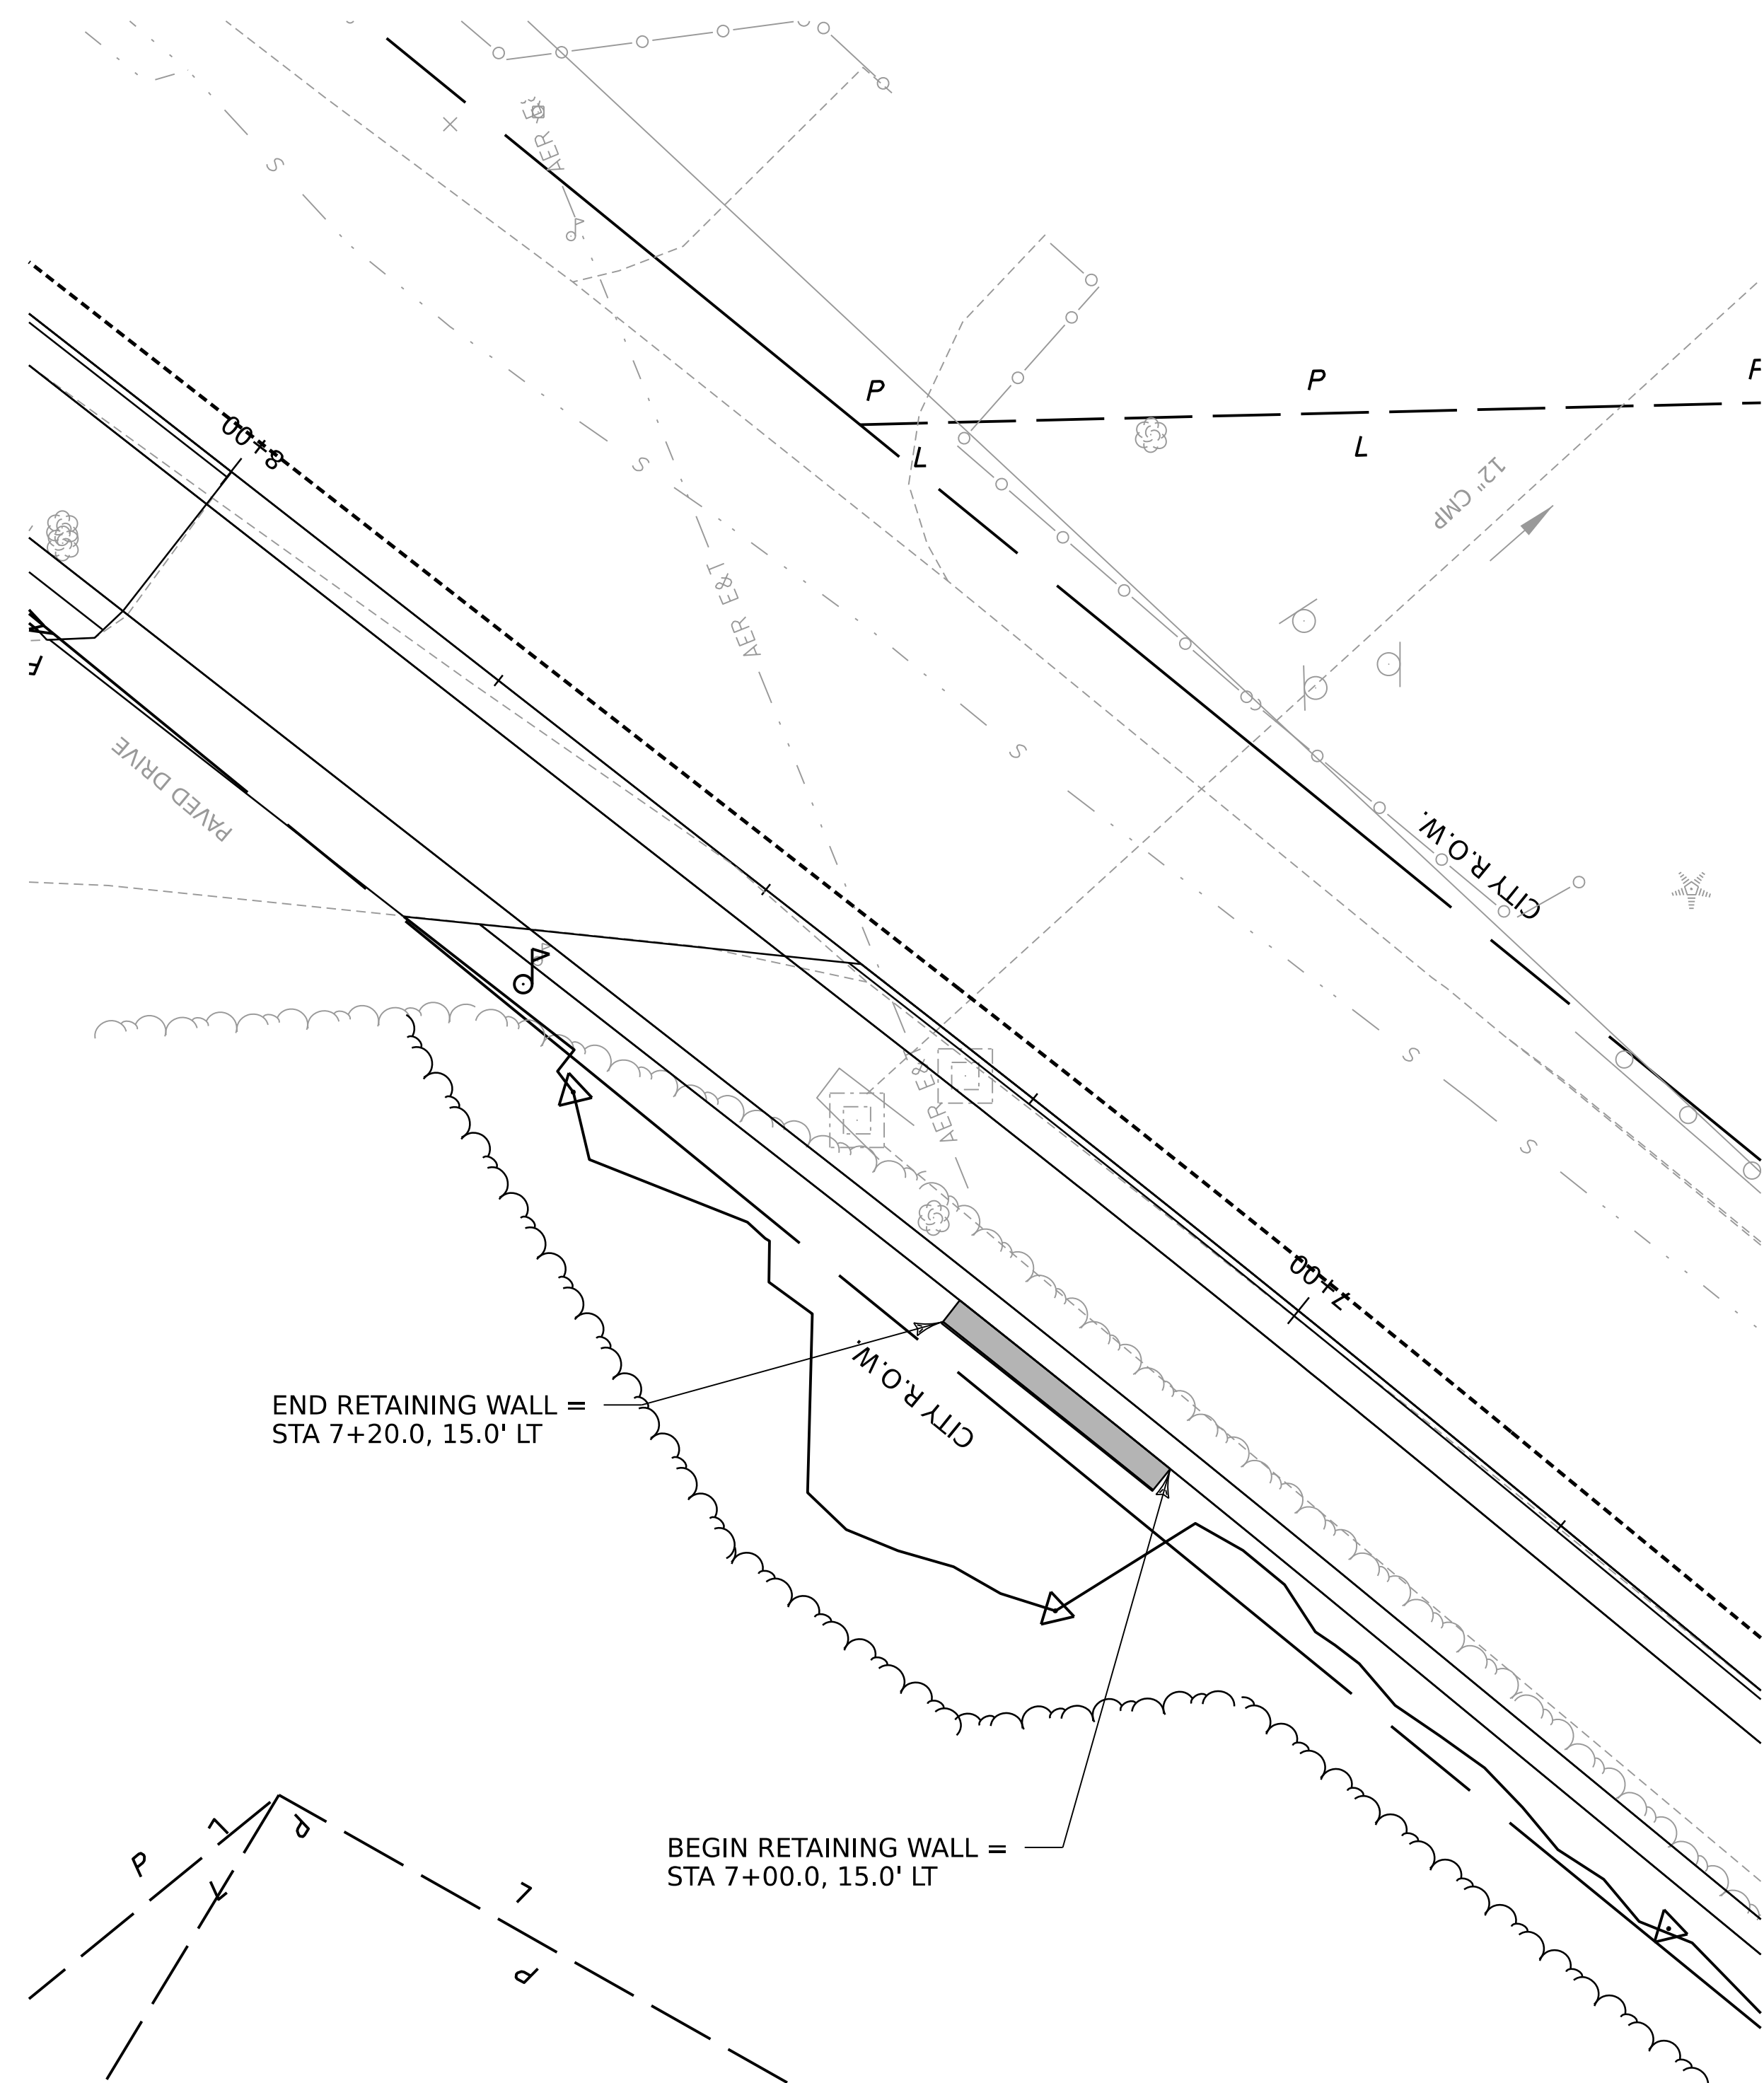 AER
S
P
P
L
L
8+00
S
12" CMP
AER E&T
S
PAVED DRIVE
CITY R.O.W.
S
AER E&T
S
7+00
CITY R.O.W.
END RETAINING WALL =
STA 7+20.0, 15.0' LT
BEGIN RETAINING WALL =
STA 7+00.0, 15.0' LT
L
P
P
L
L
P